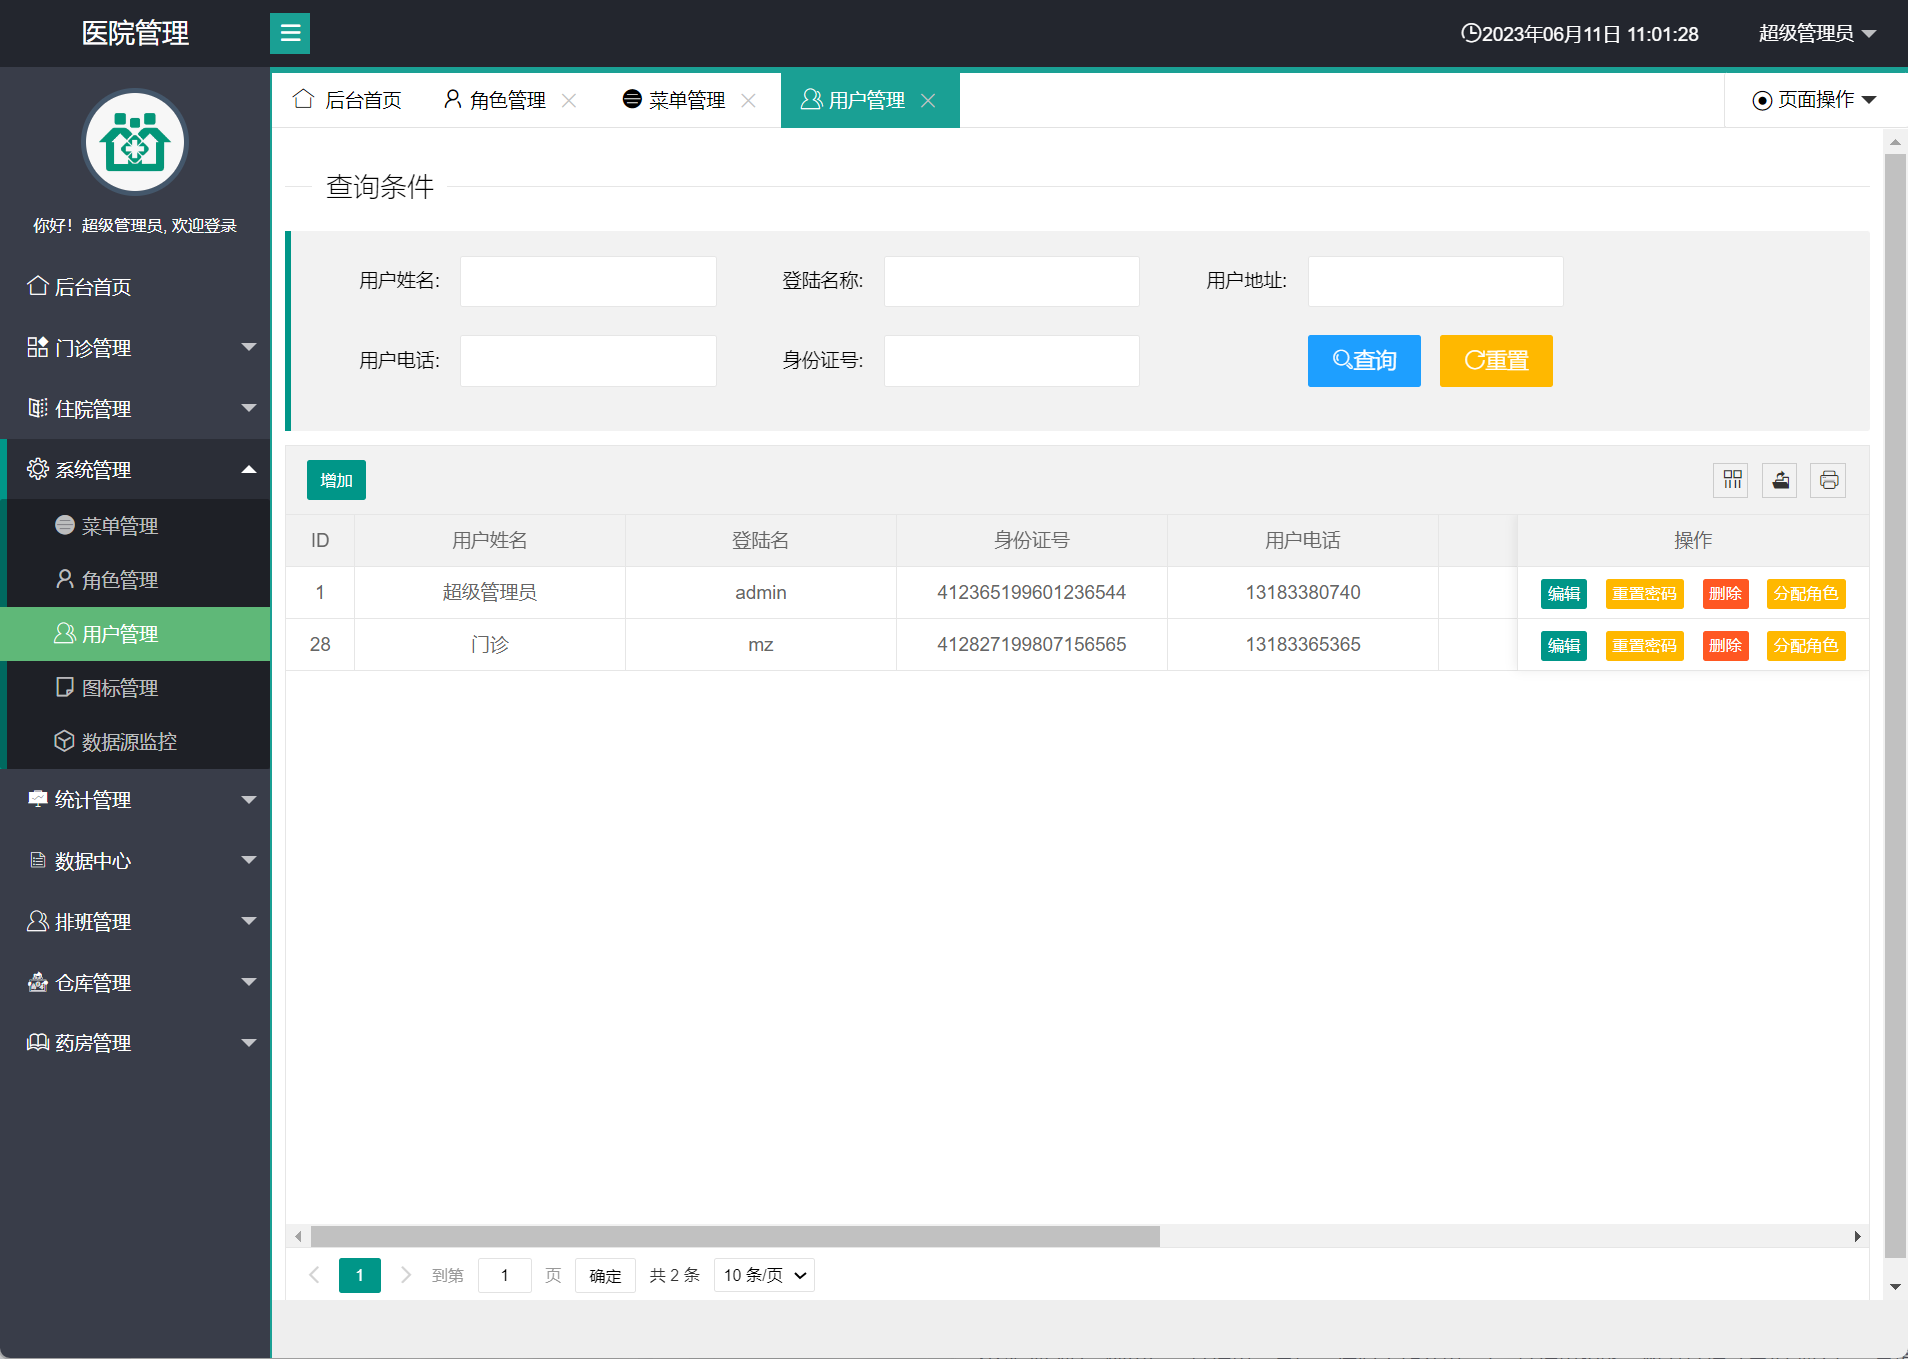 医院管理
2023年06月11日 11:01:28
超级管理员
后台首页 角色管理 菜单管理 用户管理 页面操作
你好！超级管理员, 欢迎登录
后台首页
门诊管理
住院管理
系统管理
菜单管理
角色管理
用户管理
图标管理
数据源监控
统计管理
数据中心
排班管理
仓库管理
药房管理
查询条件
用户姓名: 登陆名称: 用户地址:
用户电话: 身份证号: 查询 重置
增加
ID 用户姓名 登陆名 身份证号 用户电话 操作
1 超级管理员 admin 412365199601236544 13183380740 编辑 重置密码 删除 分配角色
28 门诊 mz 412827199807156565 13183365365 编辑 重置密码 删除 分配角色
1 到第 1 页 确定 共 2 条 10 条/页